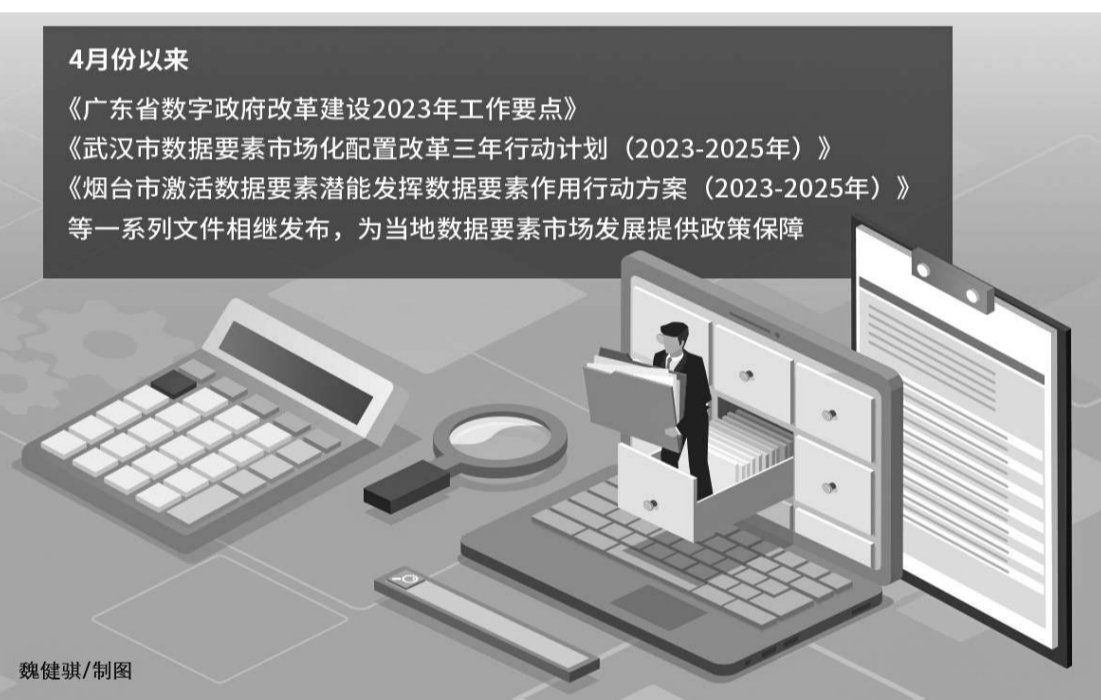 4月份以来
《广东省数字政府改革建设2023年工作要点》
《武汉市数据要素市场化配置改革三年行动计划（2023-2025年）》
《烟台市激活数据要素潜能发挥数据要素作用行动方案（2023-2025年）》
等一系列文件相继发布，为当地数据要素市场发展提供政策保障
魏健骐/制图